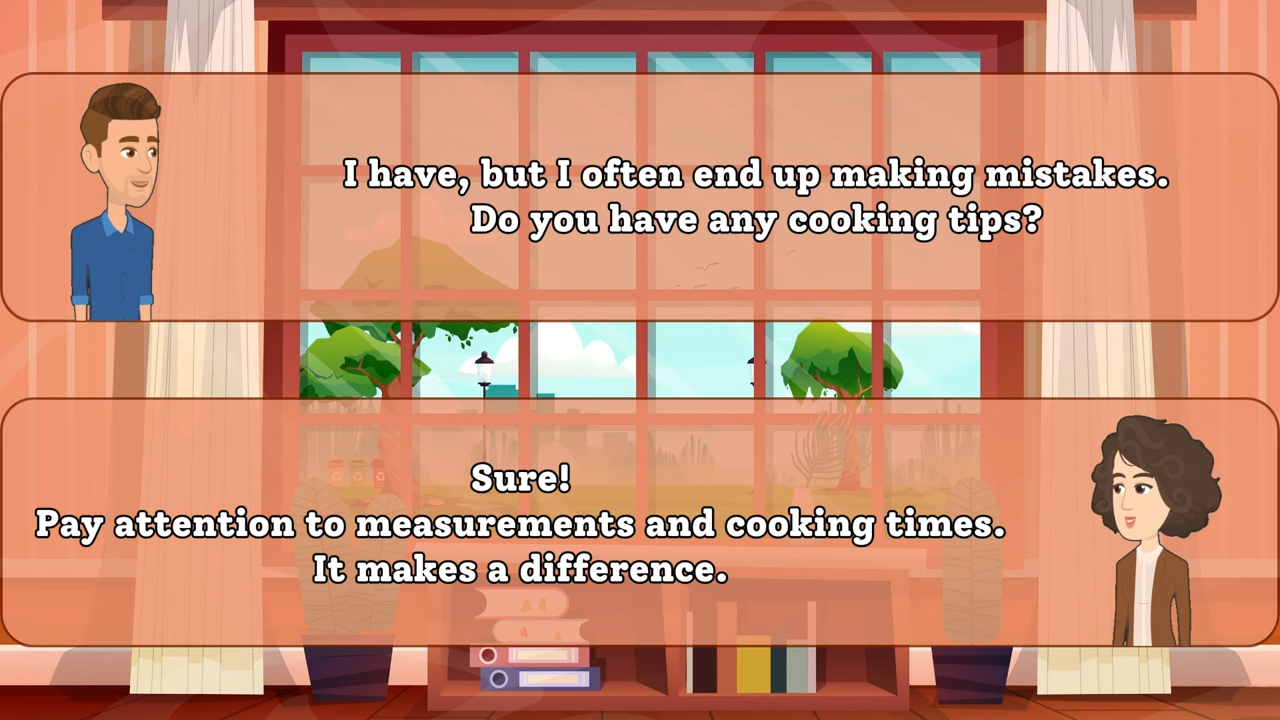 I have, but I often end up making mistakes.
Do you have any cooking tips?
Sure!
Pay attention to measurements and cooking times.
It makes a difference.